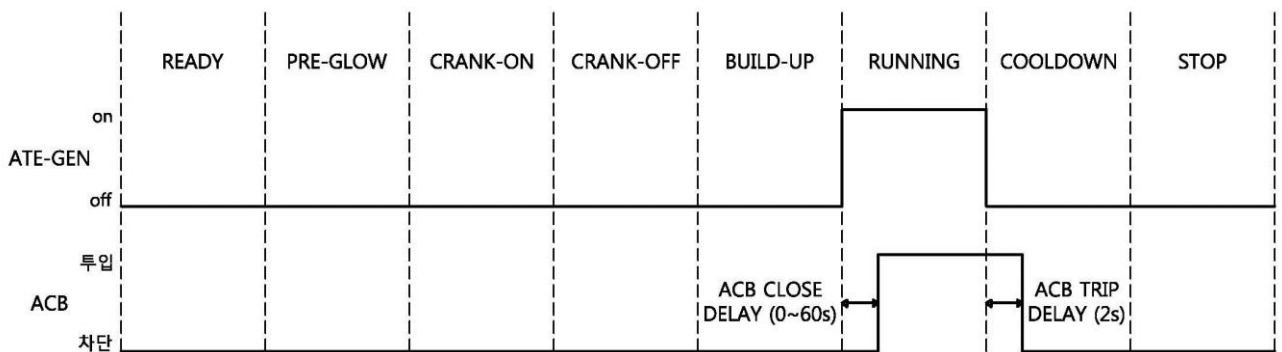 READY PRE-GLOW CRANK-ON CRANK-OFF BUILD-UP RUNNING COOLDOWN STOP
on
ATE-GEN
off
투입
ACB
차단
ACB CLOSE
DELAY (0~60s)
ACB TRIP
DELAY (2s)